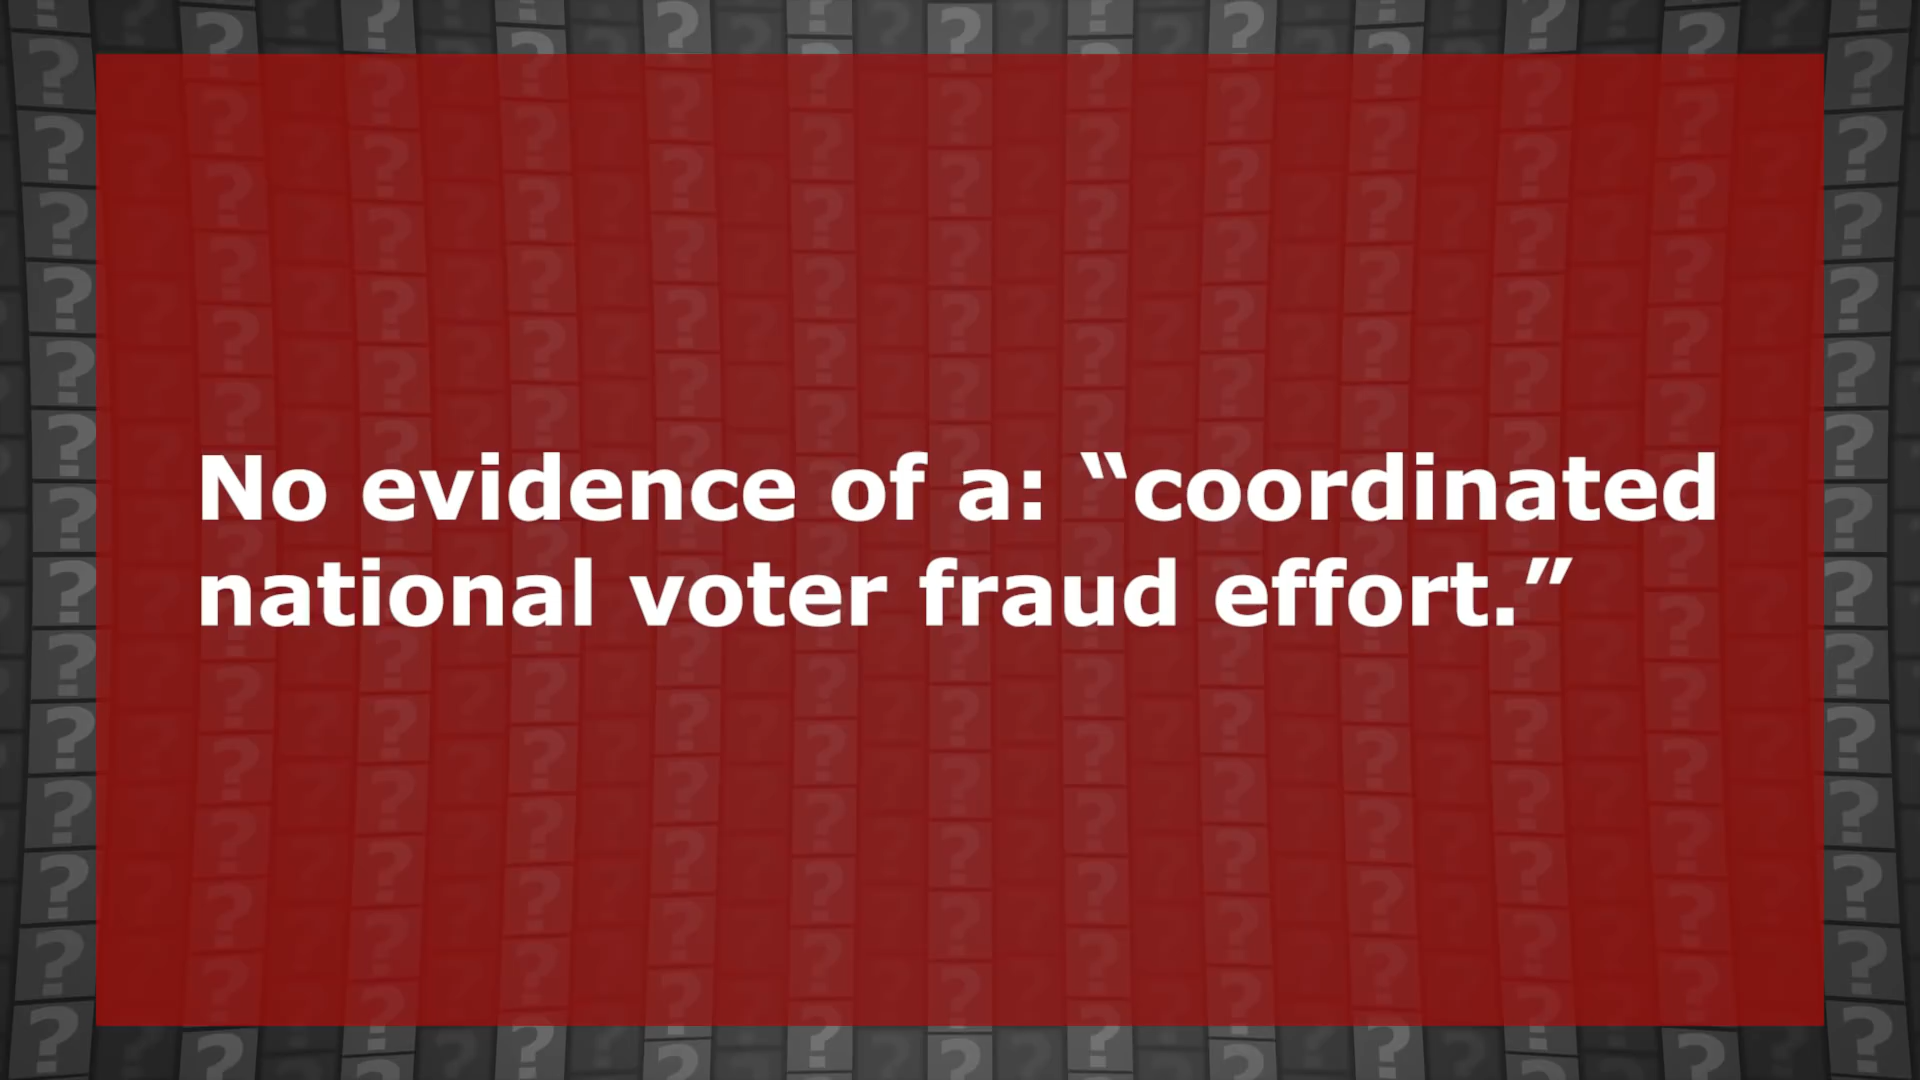 No evidence of a: “coordinated
national voter fraud effort.”